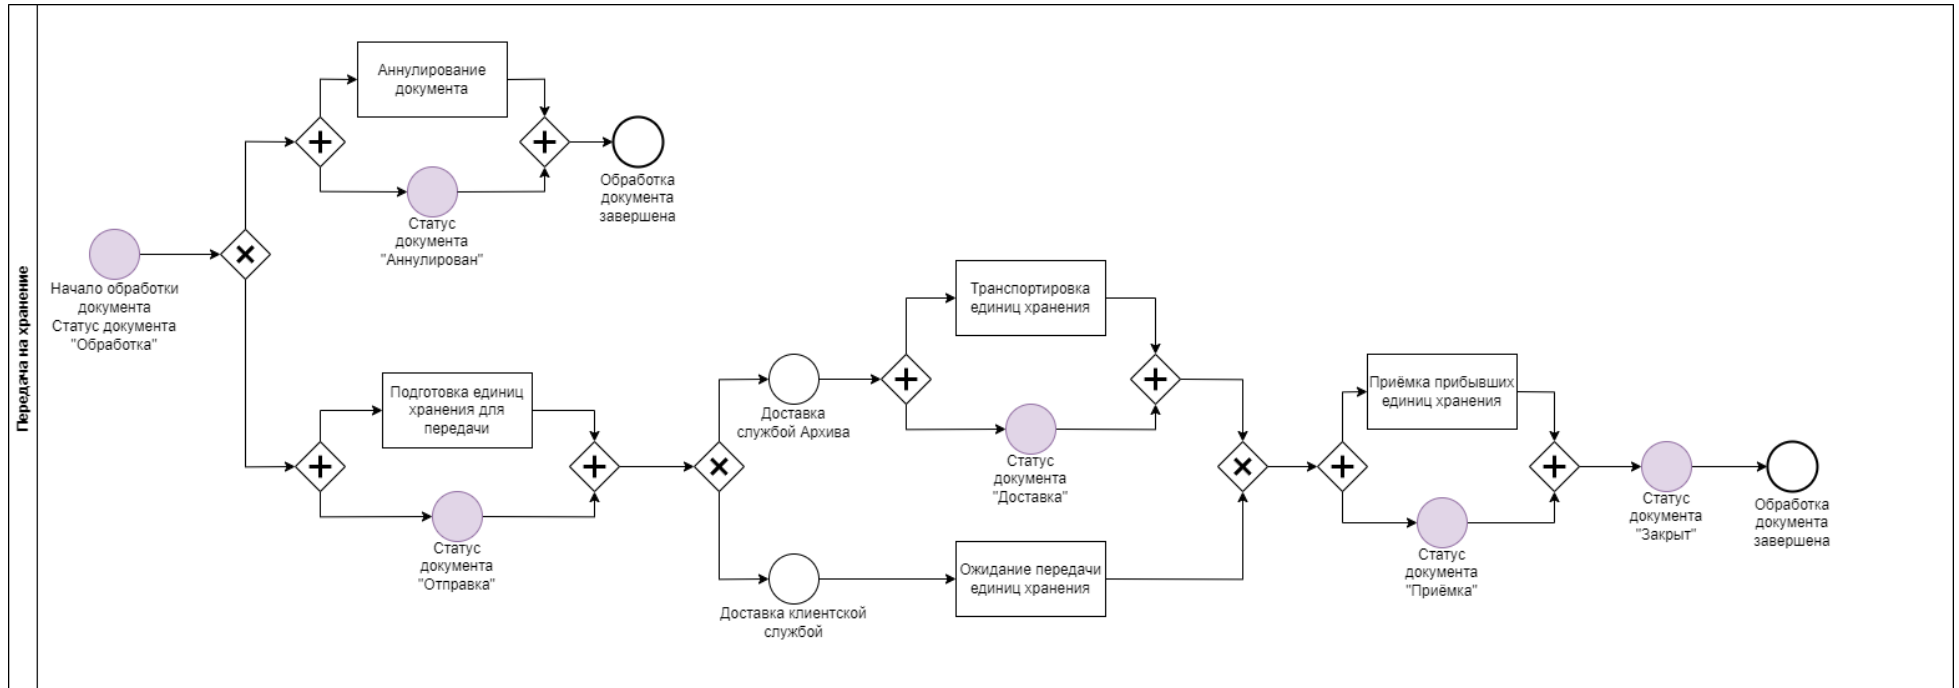 Передача на хранение
Аннулирование
документа
Обработка
документа
завершена
Статус
документа
"Аннулирован"
Начало обработки
документа
Статус документа
"Обработка"
Подготовка единиц
хранения для
передачи
Статус
документа
"Отправка"
Доставка
службой Архива
Транспортировка
единиц хранения
Статус
документа
"Доставка"
Доставка клиентской
службой
Ожидание передачи
единиц хранения
Приёмка прибывших
единиц хранения
Статус
документа
"Приёмка"
Статус
документа
"Закрыт"
Обработка
документа
завершена